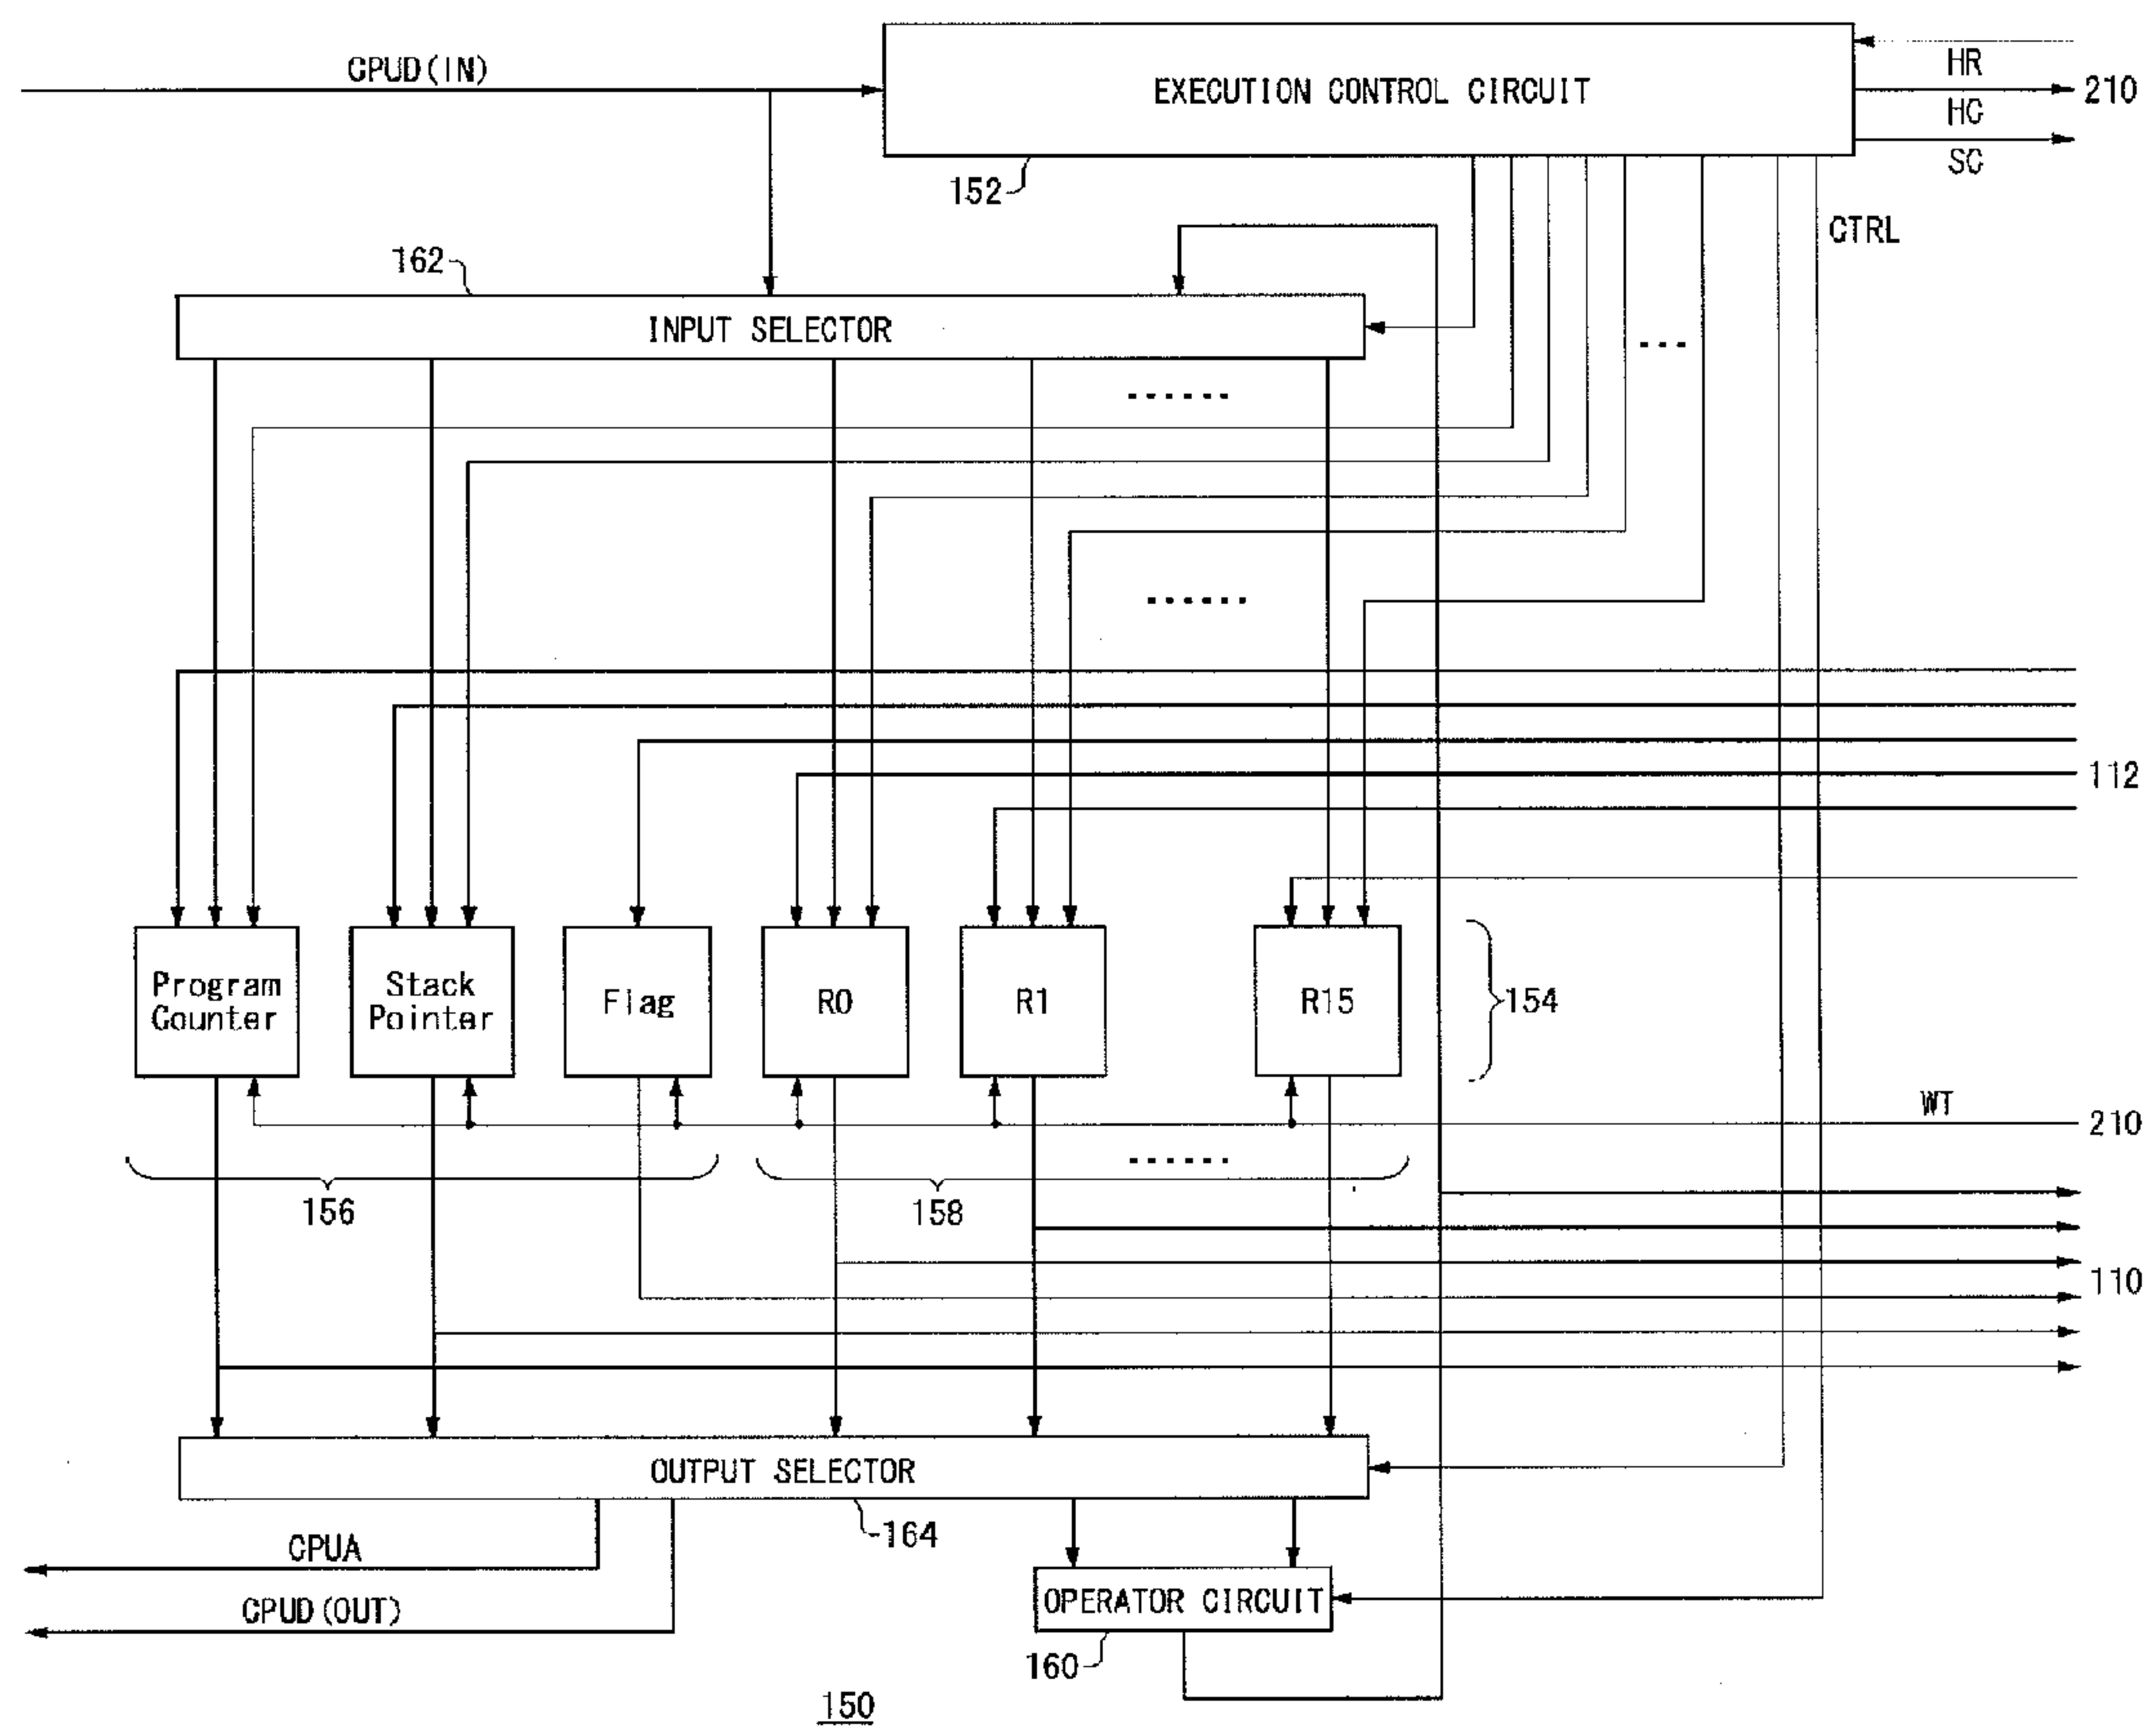 CPUD(IN)
EXECUTION CONTROL CIRCUIT
HR
210
HC
SC
152
CTRL
162
INPUT SELECTOR
...
......
......
112
Program
Counter
Stack
Pointer
Flag
R0
R1
R15
154
WT
210
......
156
158
110
OUTPUT SELECTOR
164
CPUA
CPUD(OUT)
OPERATOR CIRCUIT
160
150